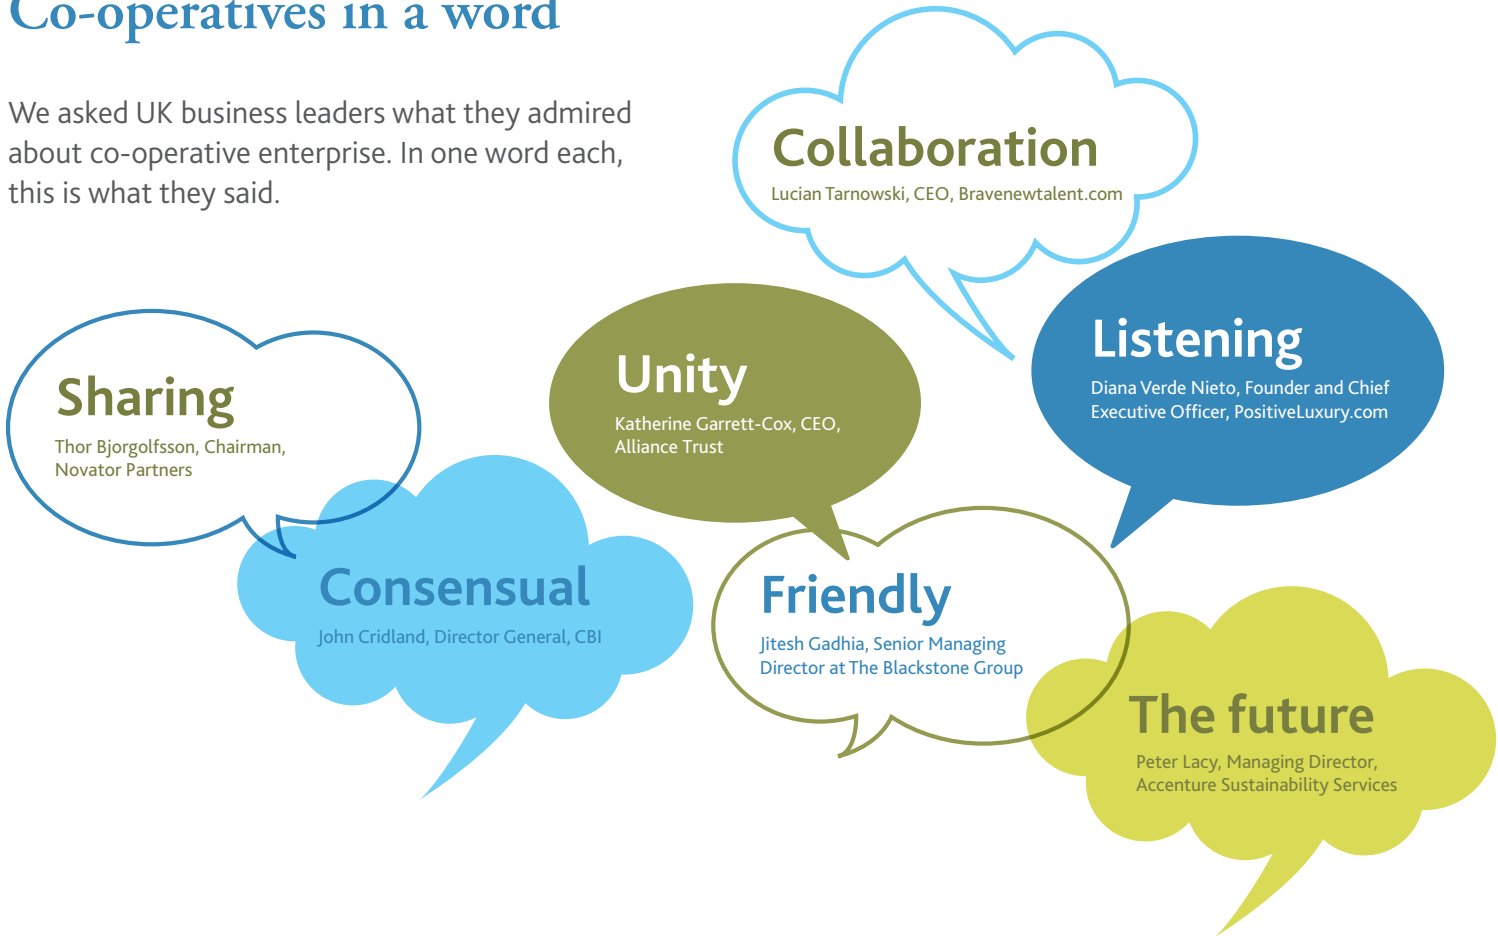 Co-operatives in a word
We asked UK business leaders what they admired
about co-operative enterprise. In one word each,
this is what they said.
Collaboration
Lucian Tarnowski, CEO, Bravenewtalent.com
Listening
Diana Verde Nieto, Founder and Chief
Executive Officer, PositiveLuxury.com
Unity
Katherine Garrett-Cox, CEO,
Alliance Trust
Sharing
Thor Bjorgolfsson, Chairman,
Novator Partners
Consensual
John Cridland, Director General, CBI
Friendly
Jitesh Gadhia, Senior Managing
Director at The Blackstone Group
The future
Peter Lacy, Managing Director,
Accenture Sustainability Services